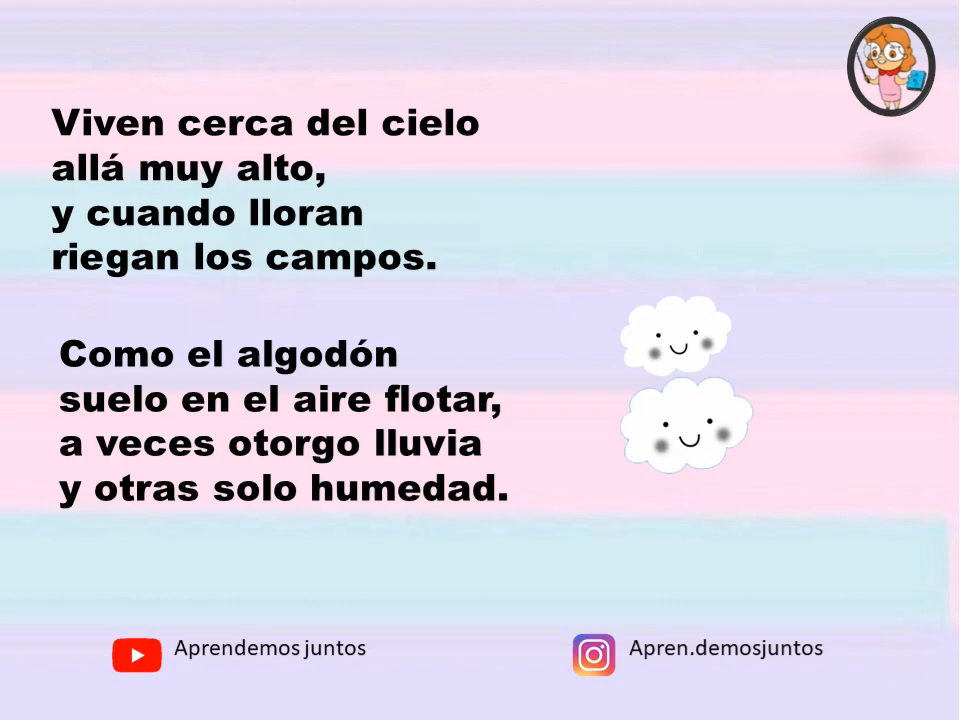 Viven cerca del cielo
allá muy alto,
y cuando lloran
riegan los campos.
Como el algodón
suelo en el aire flotar,
a veces otorgo lluvia
y otras solo humedad.
Aprendemos juntos
Apren.demosjuntos